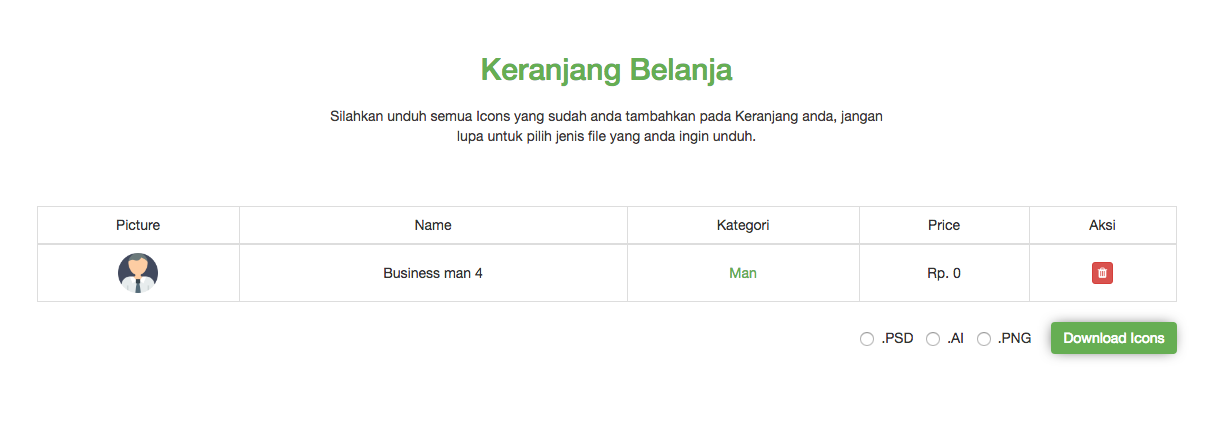 Keranjang Belanja
Silahkan unduh semua Icons yang sudah anda tambahkan pada Keranjang anda, jangan
lupa untuk pilih jenis file yang anda ingin unduh.
Picture Name Kategori Price Aksi
Business man 4 Man Rp. 0
.PSD .AI .PNG Download Icons